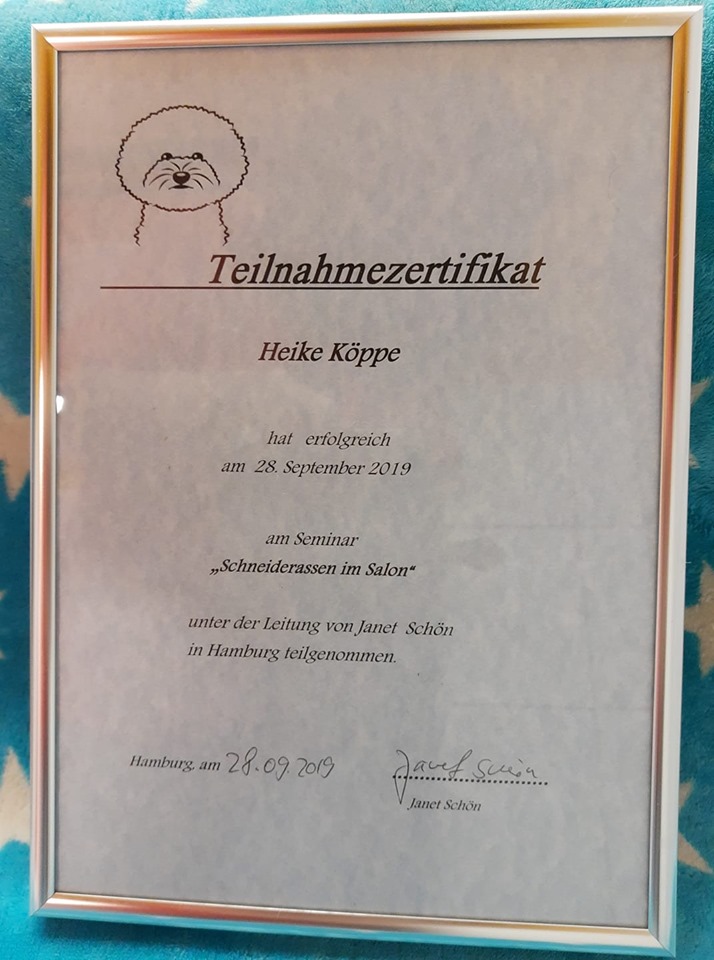 Teilnahmezertifikat
Heike Köppe
hat erfolgreich
am 28. September 2019
am Seminar
„Schneiderassen im Salon“
unter der Leitung von Janet Schön
in Hamburg teilgenommen.
Hamburg, am 28.09.2019 Janet Schön
Janet Schön